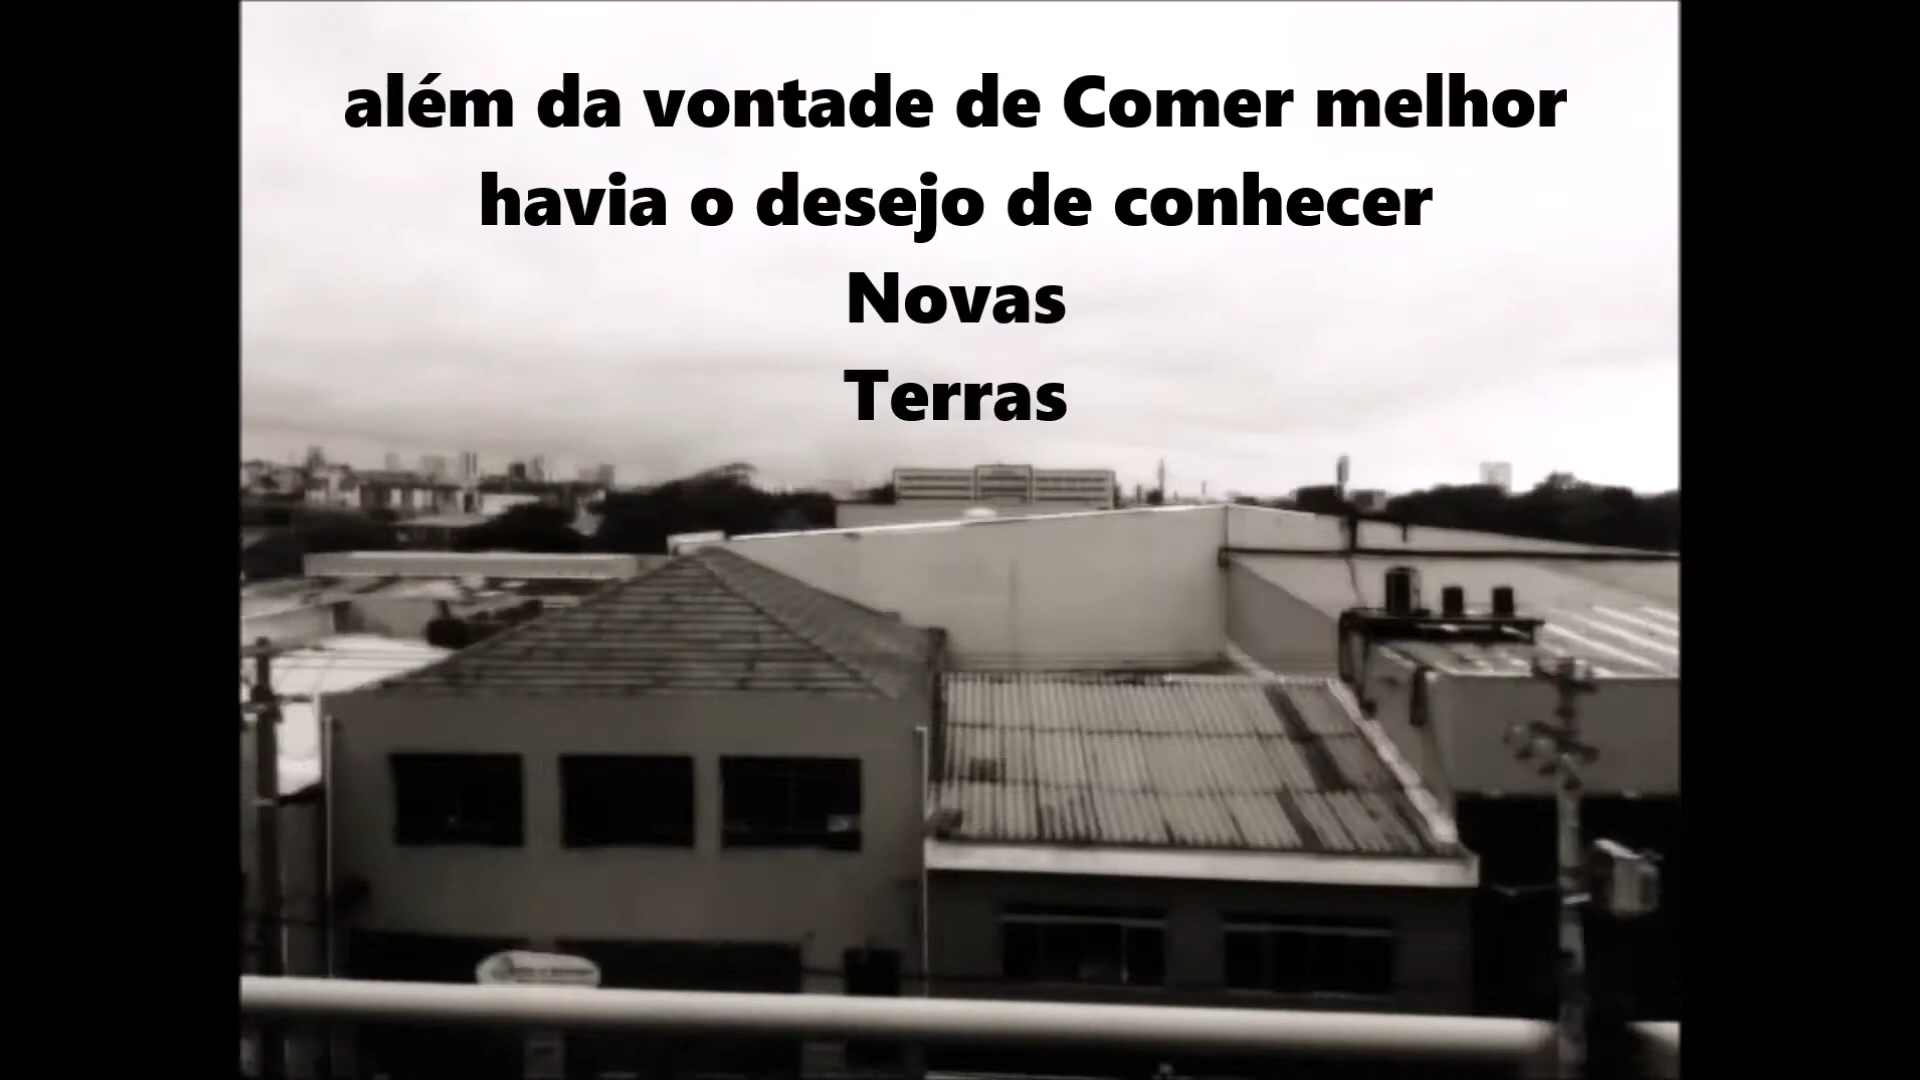 além da vontade de Comer melhor
havia o desejo de conhecer
Novas
Terras